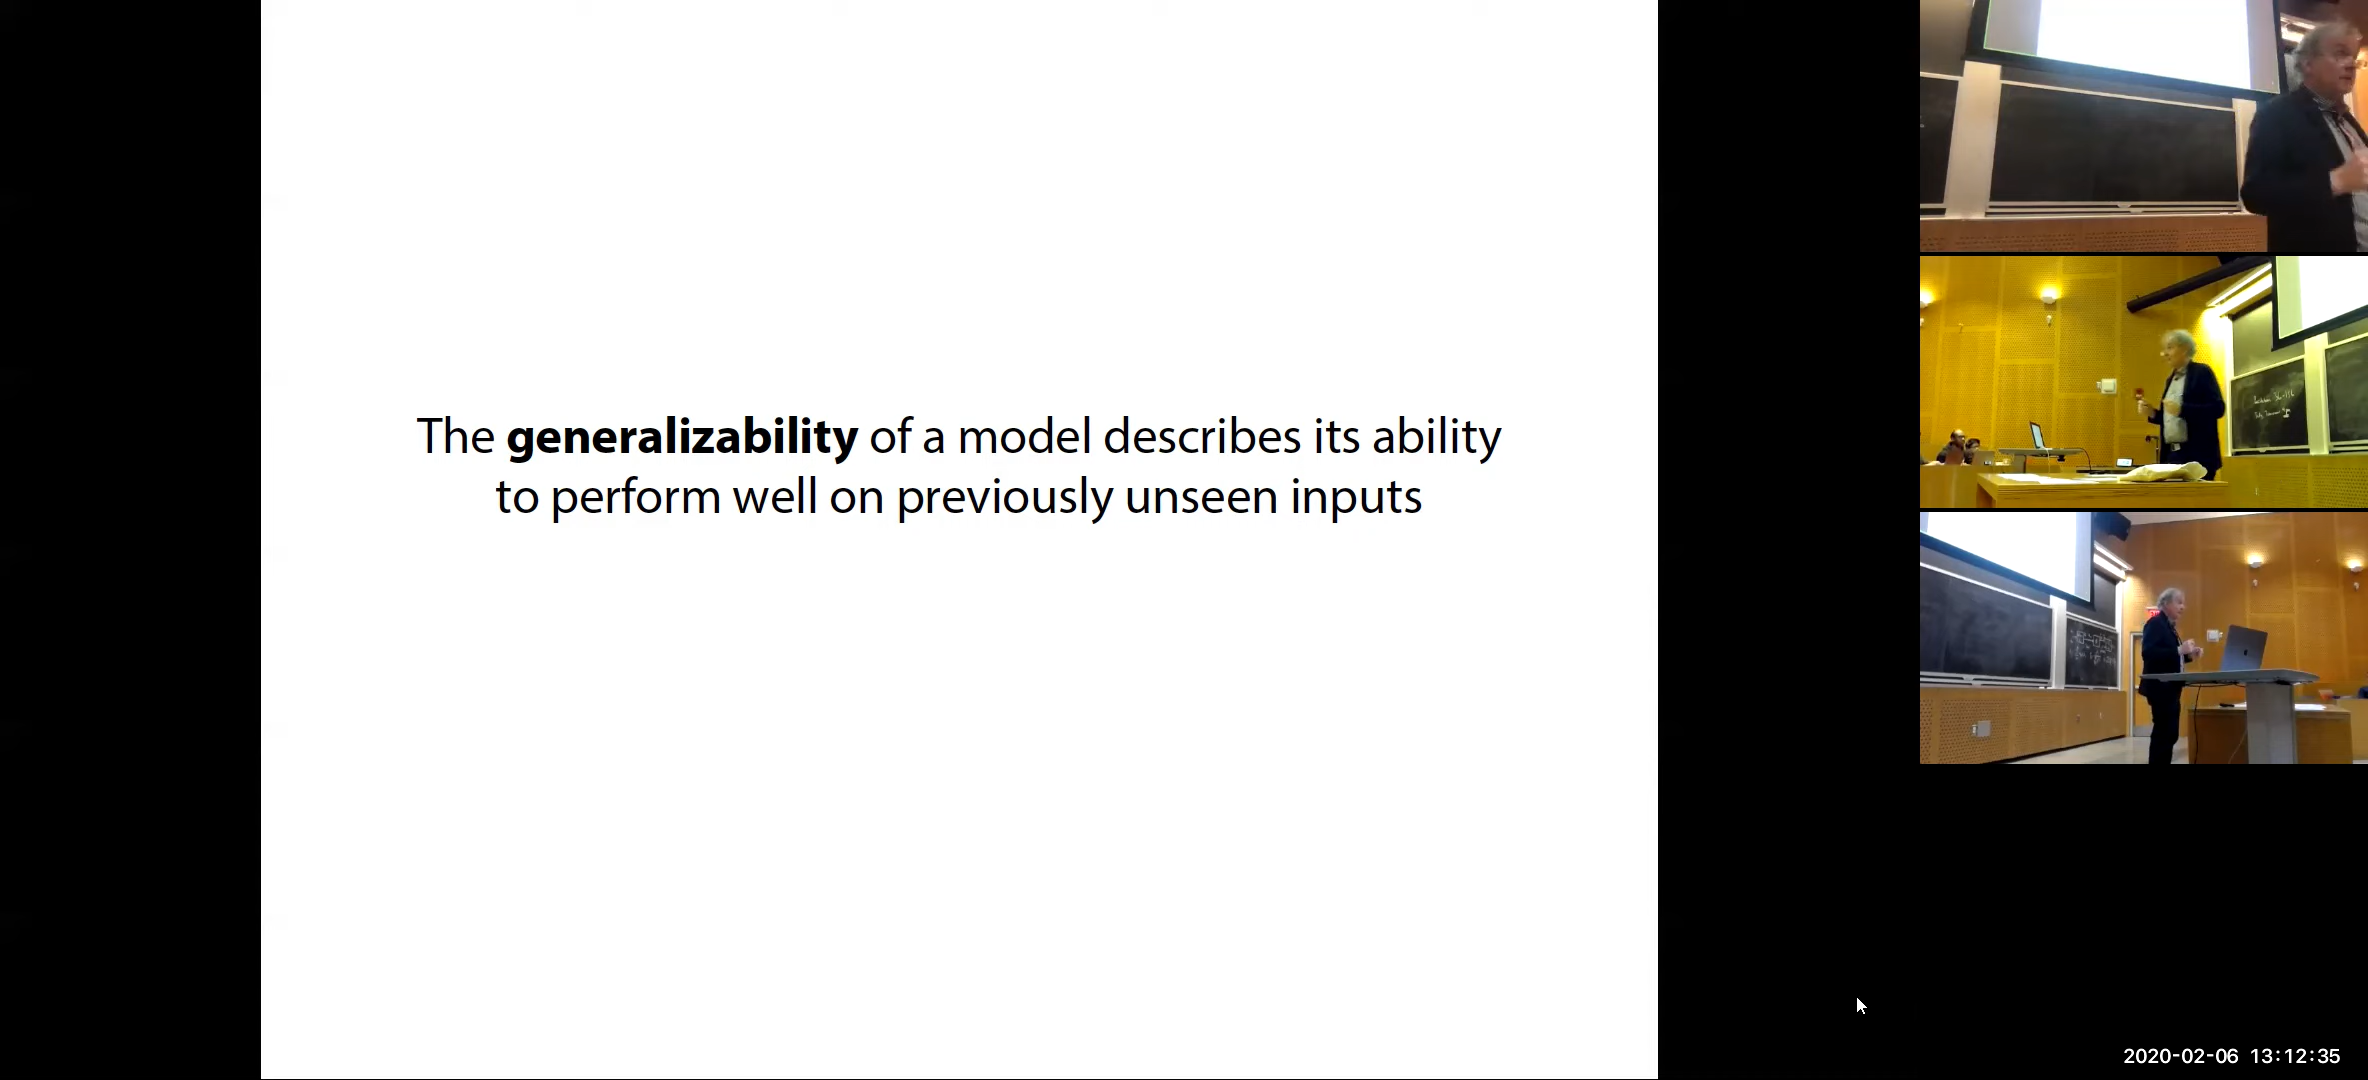 The generalizability of a model describes its ability
to perform well on previously unseen inputs
2020-02-06 13:12:35